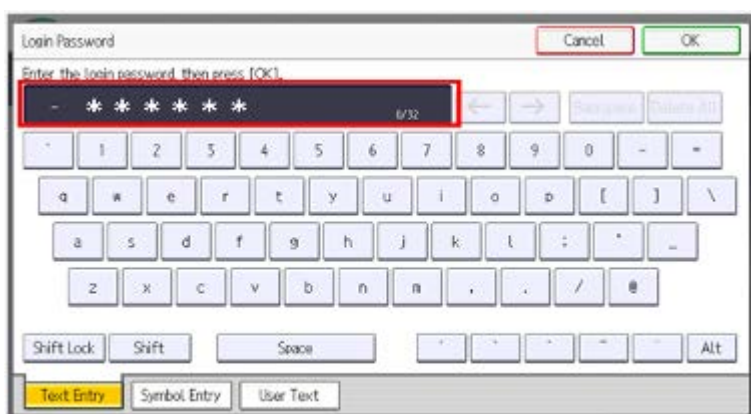 Login Password Cancel OK
Enter the login password, then press [OK].
- ****** 0/32 ← → Backspace Delete All
` 1 2 3 4 5 6 7 8 9 0 - =
q w e r t y u i o p [ ] \
a s d f g h j k l ; _
z x c v b n m , . / @
Shift Lock Shift Space Alt
Text Entry Symbol Entry User Text